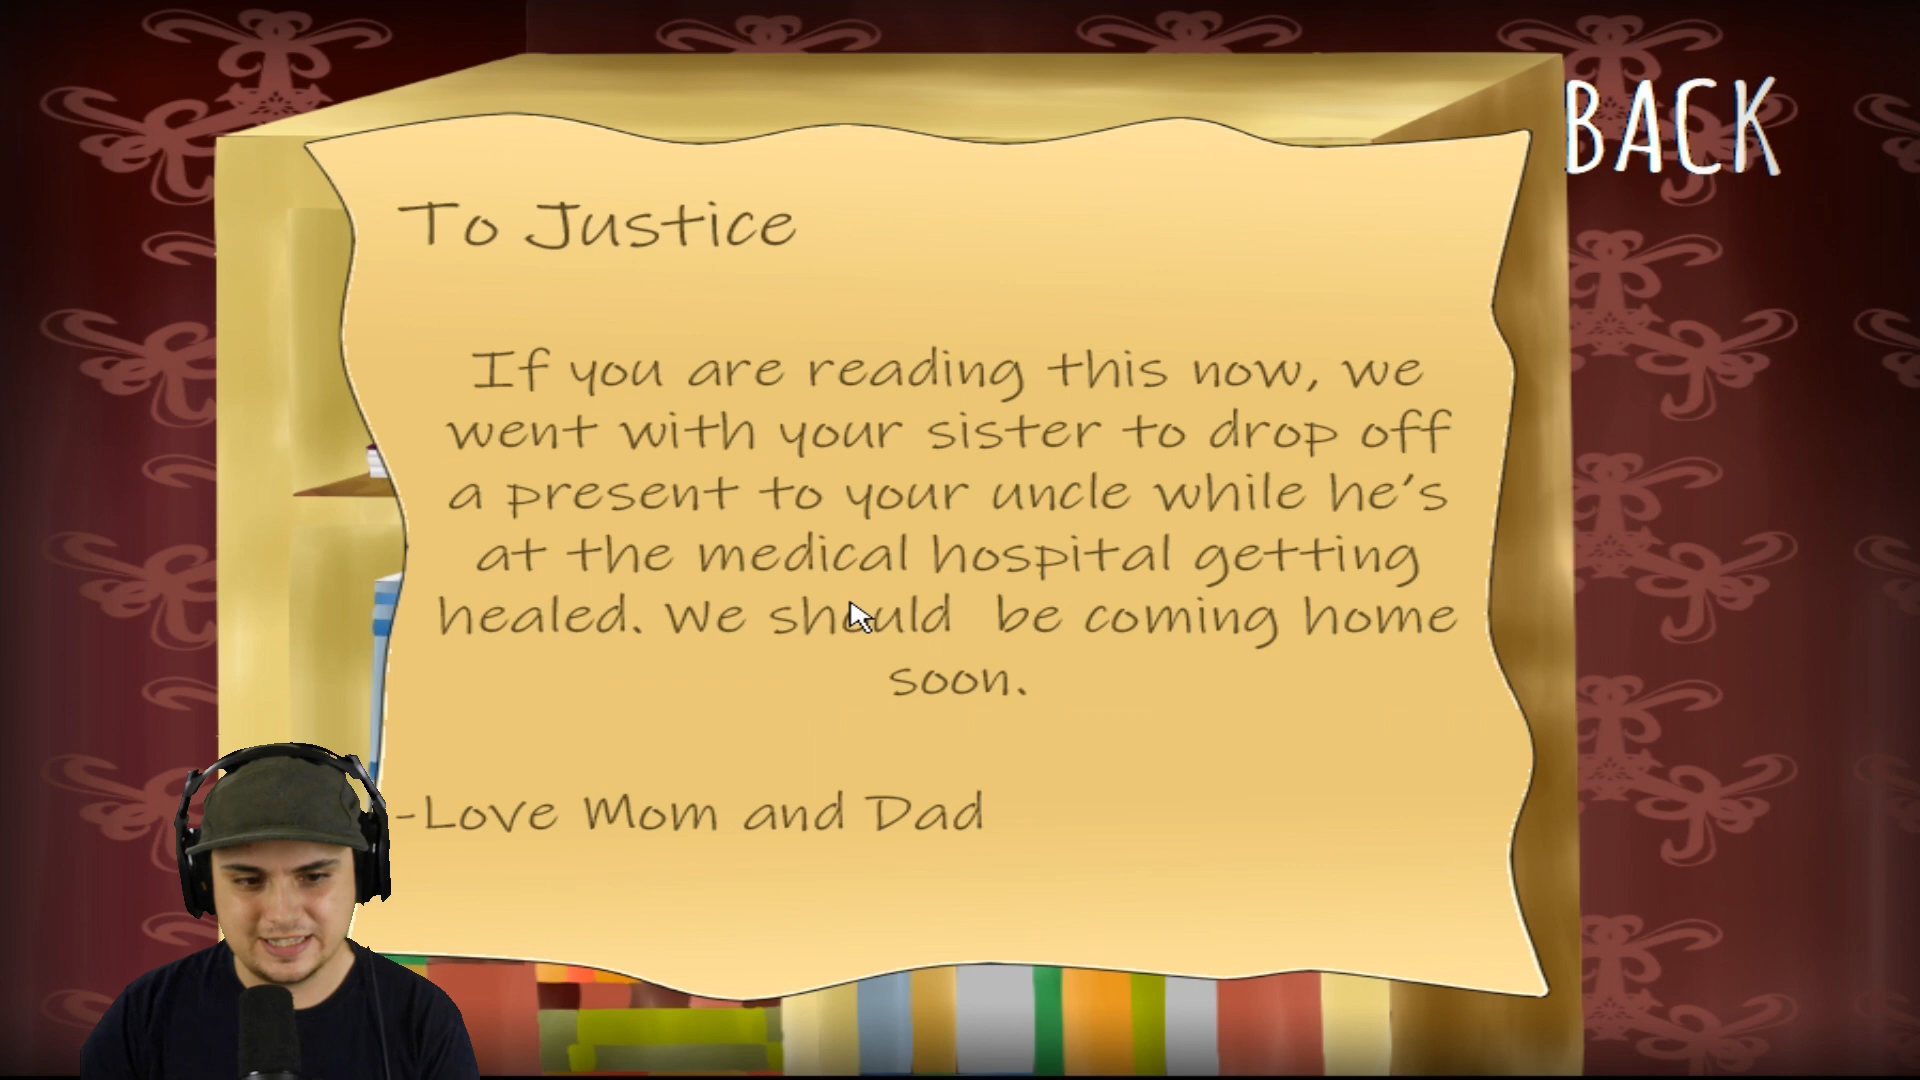 BACK
To Justice
If you are reading this now, we
went with your sister to drop off
a present to your uncle while he's
at the medical hospital getting
healed. We should be coming home
soon.
-Love Mom and Dad